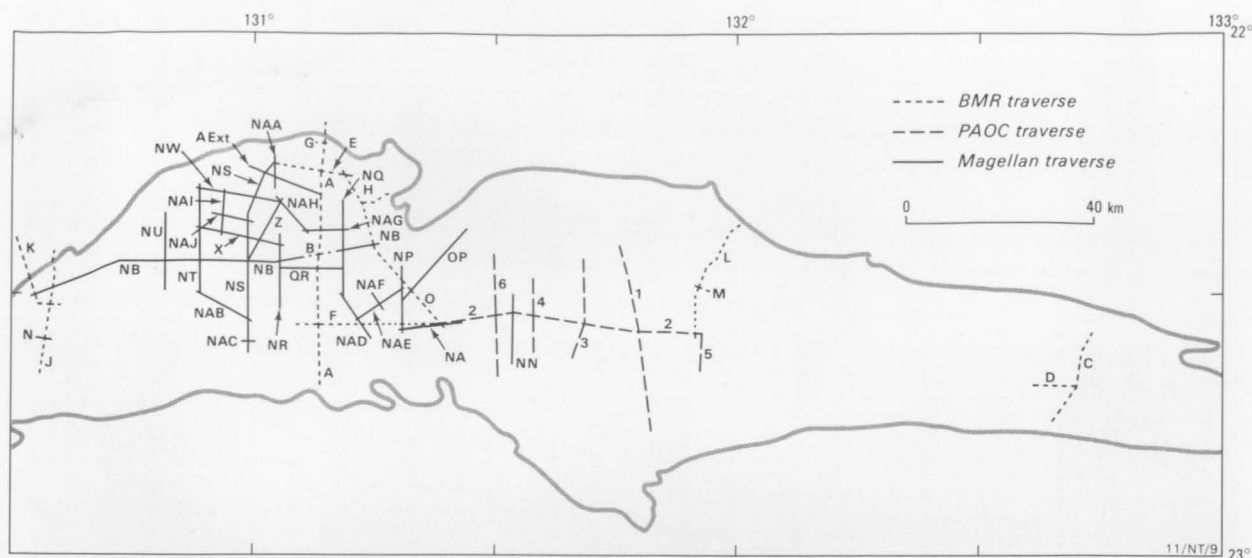 131° 132° 133°
22°
BMR traverse
PAOC traverse
Magellan traverse
0 40 km
NAA
AExt G E
NW NS A NQ
H
NAI NAH
Z NAG
K NU NAJ X B NB
L
NP OP
NB NT NB QR
6 4 1 M
NS NAF O
2 2
N NAB F
3
J NAC NR NAD NAE NA NN 5
C
A D
11/NT/9
23°